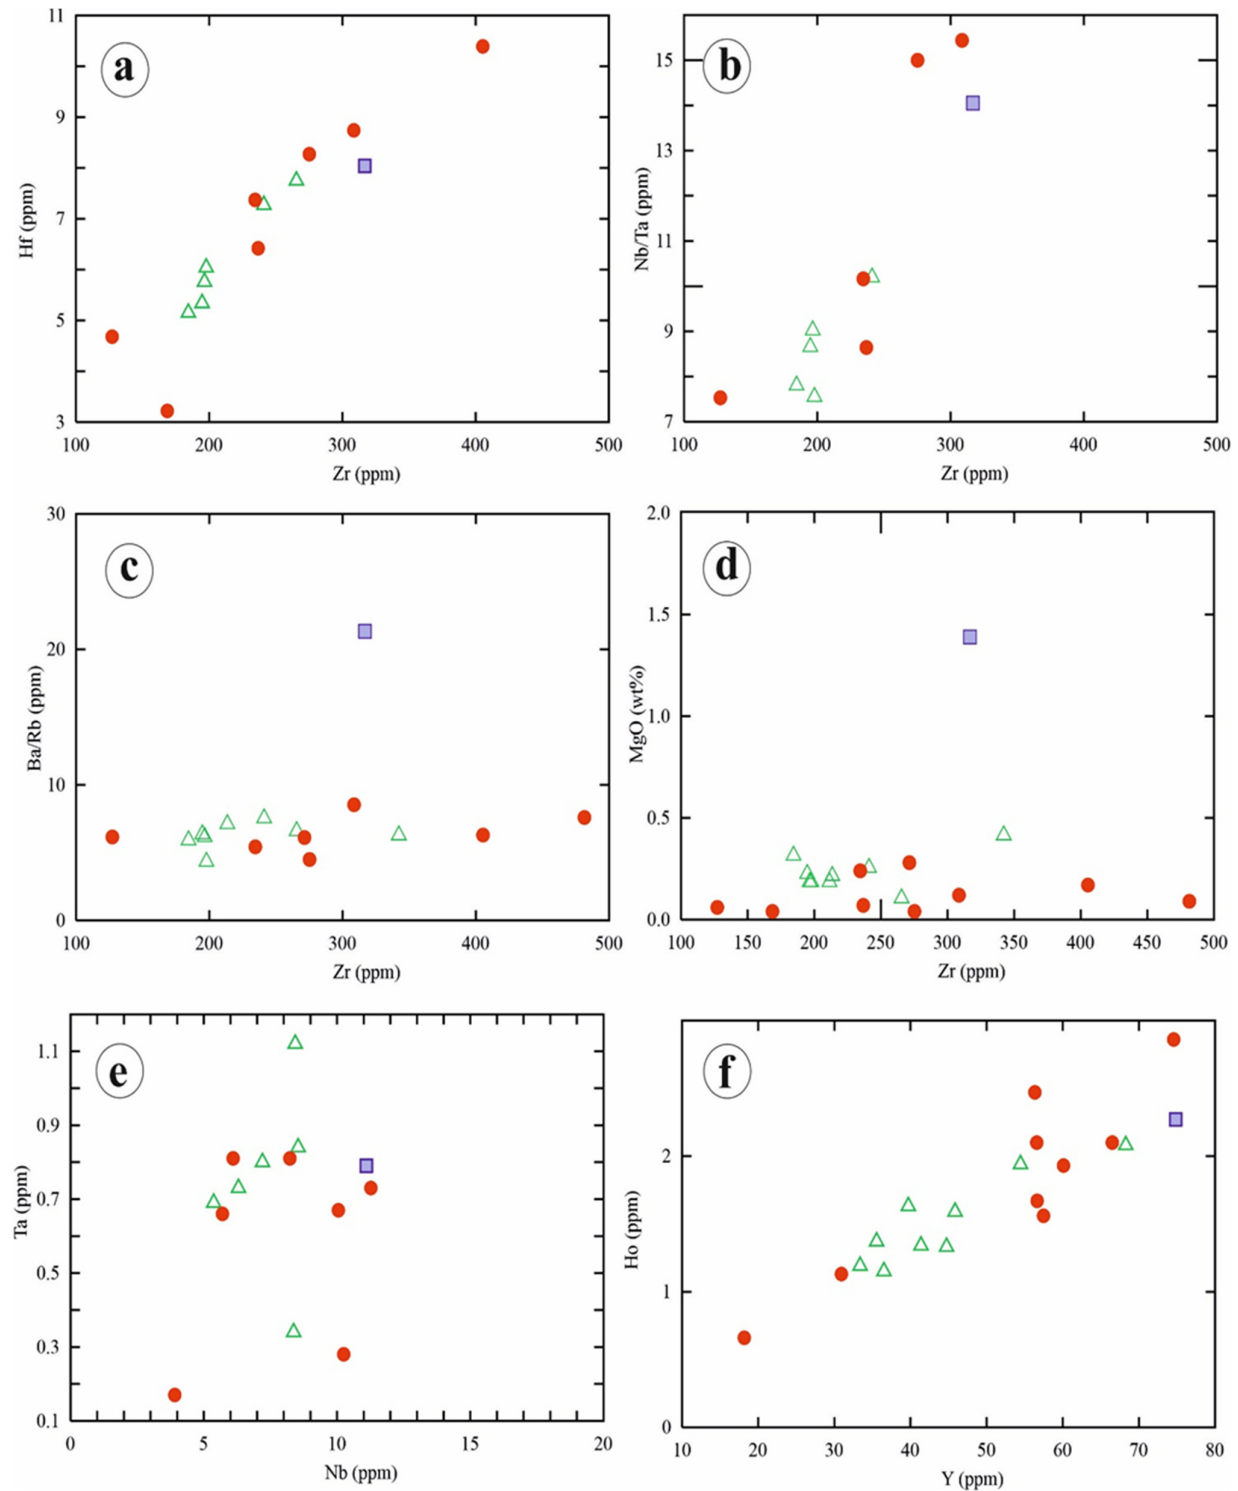 11
9
7
5
3
Hf (ppm)
a
100 200 300 400 500
Zr (ppm)
15
13
11
9
7
Nb/Ta (ppm)
b
100 200 300 400 500
Zr (ppm)
30
20
10
0
Ba/Rb (ppm)
c
100 200 300 400 500
Zr (ppm)
2.0
1.5
1.0
0.5
0.0
MgO (wt%)
d
100 150 200 250 300 350 400 450 500
Zr (ppm)
1.1
0.9
0.7
0.5
0.3
0.1
Ta (ppm)
e
0 5 10 15 20
Nb (ppm)
2
1
0
Ho (ppm)
f
10 20 30 40 50 60 70 80
Y (ppm)